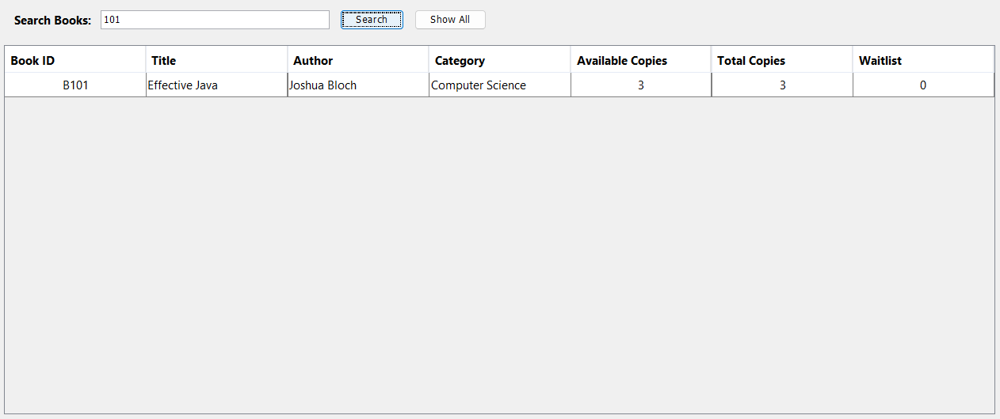 Search Books: 101 Search Show All
Book ID Title Author Category Available Copies Total Copies Waitlist
B101 Effective Java Joshua Bloch Computer Science 3 3 0